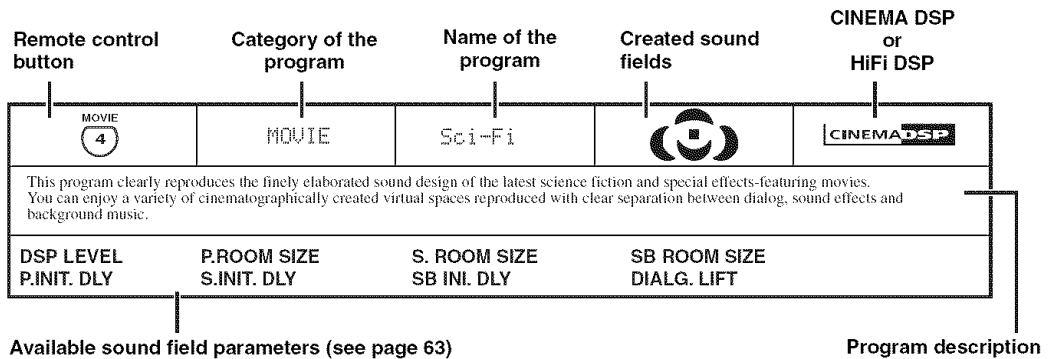 Remote control button
Category of the program
Name of the program
Created sound fields
CINEMA DSP or HiFi DSP
MOVIE
4
MOVIE
Sci-Fi
CINEMA DSP
This program clearly reproduces the finely elaborated sound design of the latest science fiction and special effects-featuring movies.
You can enjoy a variety of cinematographically created virtual spaces reproduced with clear separation between dialog, sound effects and
background music.
DSP LEVEL P.ROOM SIZE S. ROOM SIZE SB ROOM SIZE
P.INIT. DLY S.INIT. DLY SB INI. DLY DIALG. LIFT
Available sound field parameters (see page 63)
Program description